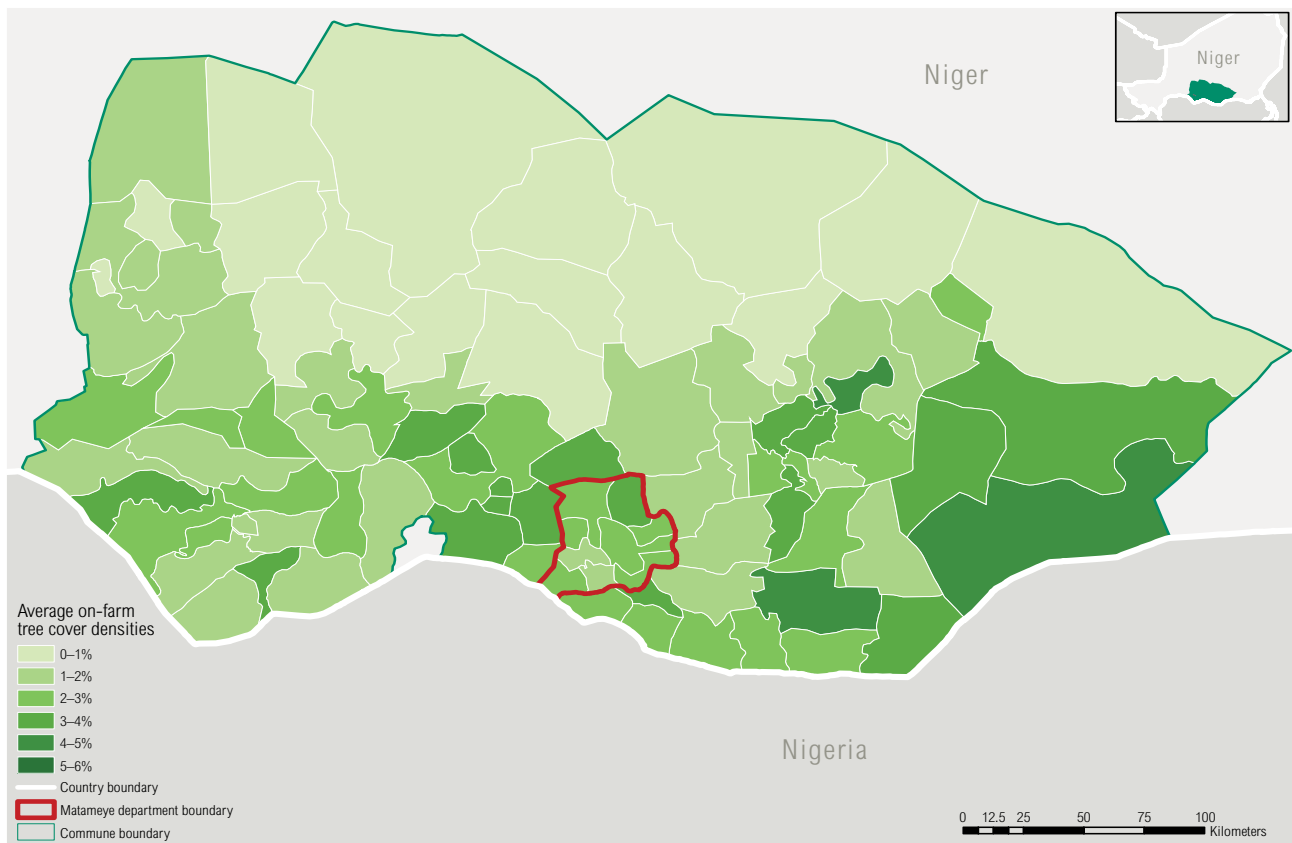 Niger
Niger
Average on-farm
tree cover densities
0–1%
1–2%
2–3%
3–4%
4–5%
5–6%
Country boundary
Matameye department boundary
Commune boundary
Nigeria
0 12.5 25 50 75 100
Kilometers